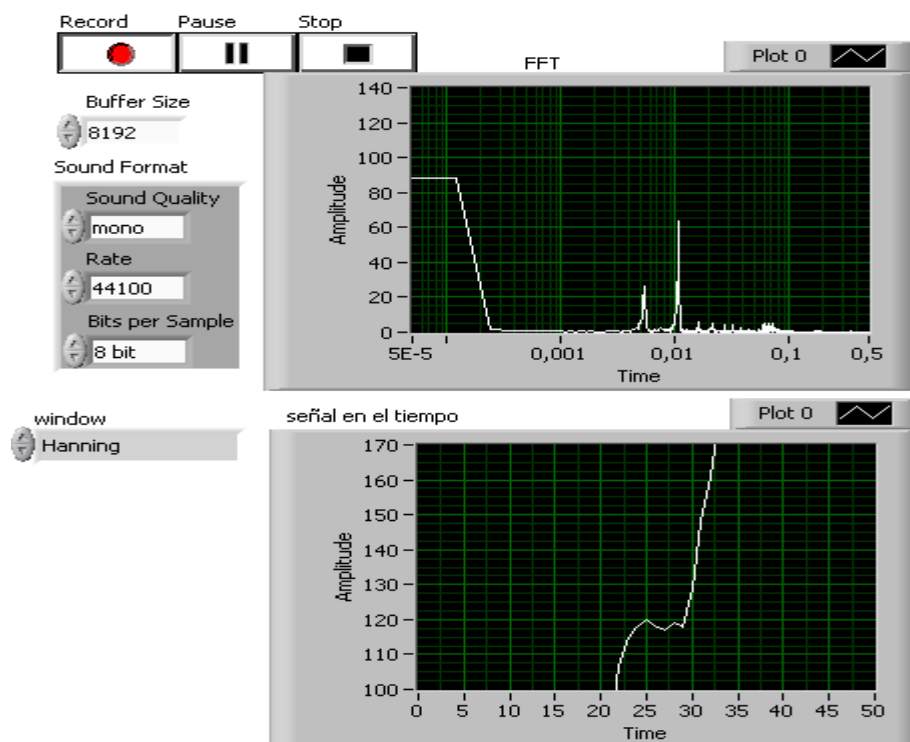 Record Pause Stop
Buffer Size
8192
Sound Format
Sound Quality
mono
Rate
44100
Bits per Sample
8 bit
window
Hanning
FFT
Plot 0
Amplitude
140
120
100
80
60
40
20
0
5E-5 0,001 0,01 0,1 0,5
Time
señal en el tiempo
Plot 0
Amplitude
170
160
150
140
130
120
110
100
0 5 10 15 20 25 30 35 40 45 50
Time